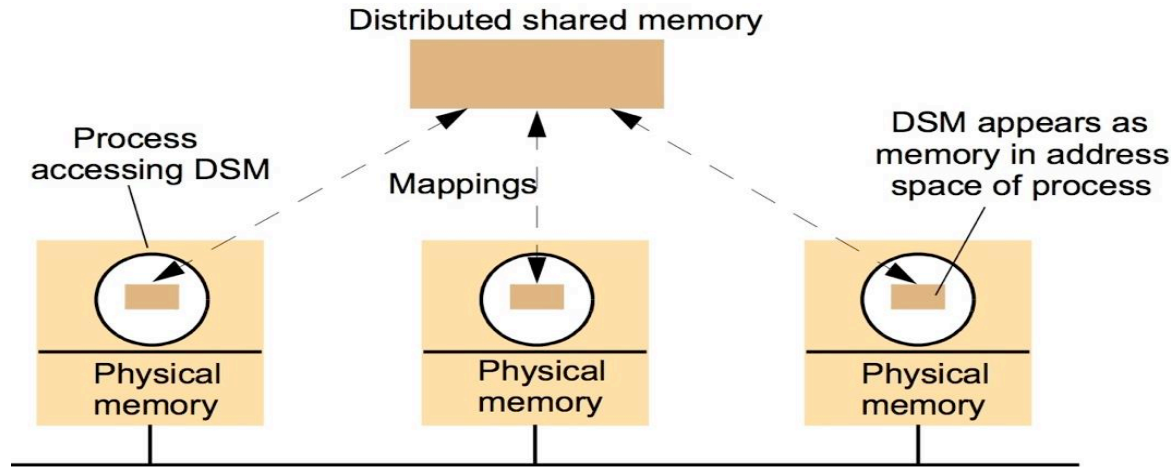 Distributed shared memory
Process
accessing DSM
Mappings
DSM appears as
memory in address
space of process
Physical
memory
Physical
memory
Physical
memory